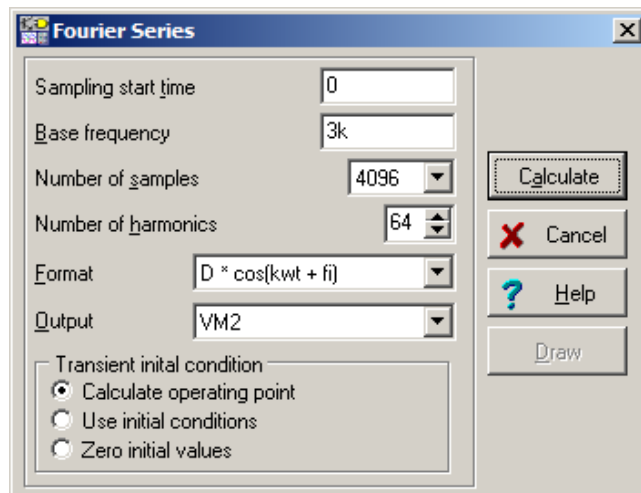 Fourier Series
Sampling start time 0
Base frequency 3k
Number of samples 4096
Number of harmonics 64
Format D * cos(kwt + fi)
Output VM2
Transient inital condition
Calculate operating point
Use initial conditions
Zero initial values
Calculate
Cancel
Help
Draw